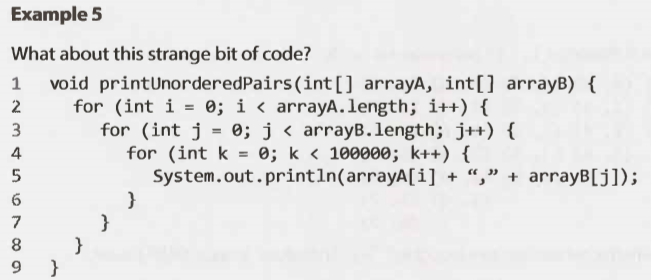 Example 5
What about this strange bit of code?
1 void printUnorderedPairs(int[] arrayA, int[] arrayB) {
2 for (int i = 0; i < arrayA.length; i++) {
3 for (int j = 0; j < arrayB.length; j++) {
4 for (int k = 0; k < 100000; k++) {
5 System.out.println(arrayA[i] + “,” + arrayB[j]);
6 }
7 }
8 }
9 }